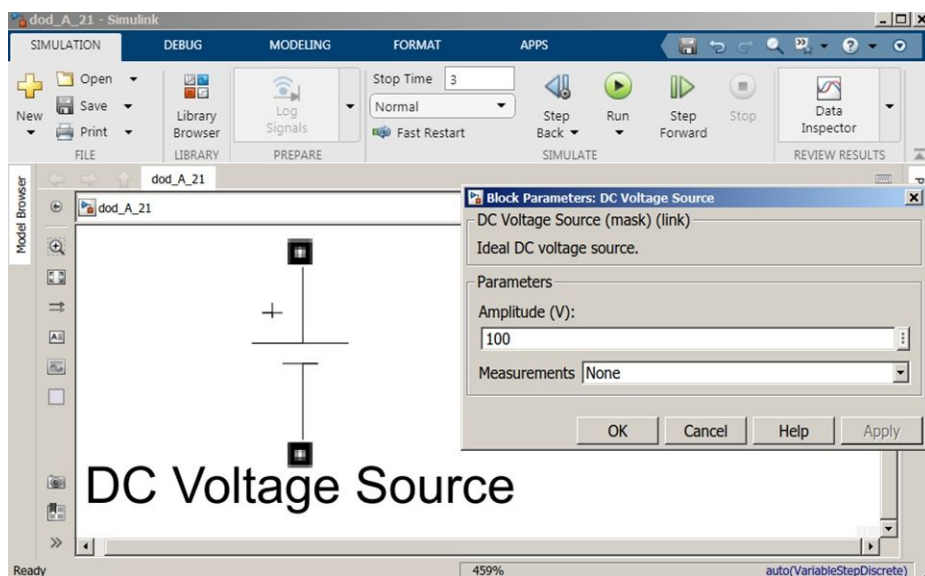 dod_A_21 - Simulink
SIMULATION DEBUG MODELING FORMAT APPS
New
Open
Save
Print
FILE
Library
Browser
LIBRARY
Log
Signals
PREPARE
Stop Time 3
Normal
Fast Restart
Step
Back
Run
Step
Forward
Stop
SIMULATE
Data
Inspector
REVIEW RESULTS
Model Browser
dod_A_21
dod_A_21
P
Block Parameters: DC Voltage Source
DC Voltage Source (mask) (link)
Ideal DC voltage source.
Parameters
Amplitude (V):
100
Measurements None
OK Cancel Help Apply
+
DC Voltage Source
Ready 459% auto(VariableStepDiscrete)